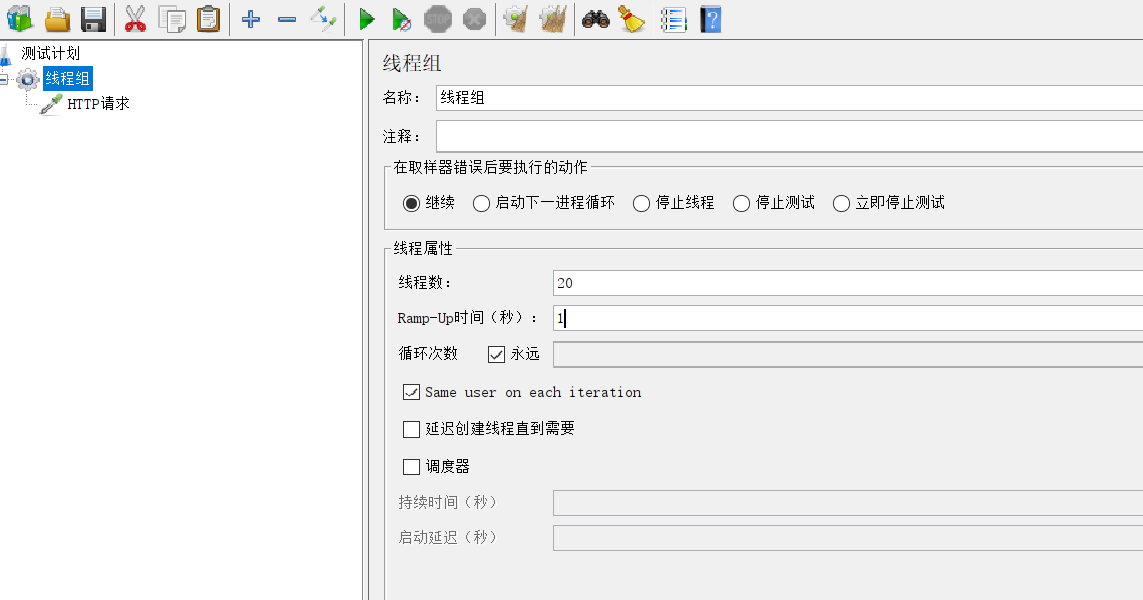 STOP
测试计划
线程组
HTTP请求
线程组
名称： 线程组
注释：
在取样器错误后要执行的动作
继续 启动下一进程循环 停止线程 停止测试 立即停止测试
线程属性
线程数： 20
Ramp-Up时间（秒）： 1
循环次数 永远
Same user on each iteration
延迟创建线程直到需要
调度器
持续时间（秒）
启动延迟（秒）